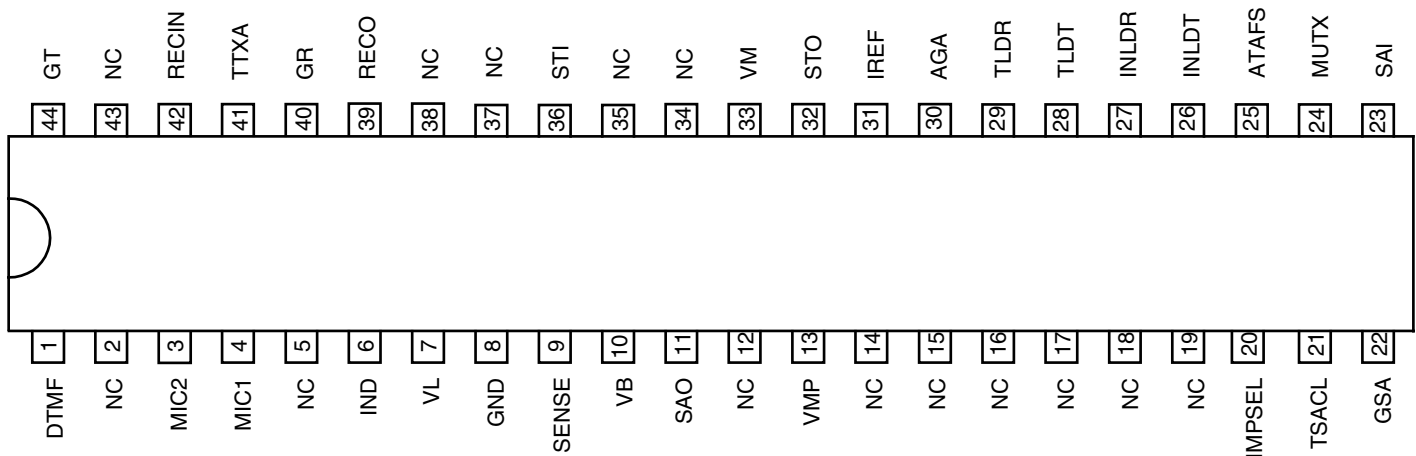 GT NC RECIN TTXA GR RECO NC NC STI NC NC VM STO IREF AGA TLDR TLDT INLDR INLDT ATAFS MUTX SAI
44 43 42 41 40 39 38 37 36 35 34 33 32 31 30 29 28 27 26 25 24 23
1 2 3 4 5 6 7 8 9 10 11 12 13 14 15 16 17 18 19 20 21 22
DTMF NC MIC2 MIC1 NC IND VL GND SENSE VB SAO NC VMP NC NC NC NC NC NC IMPSEL TSACL GSA